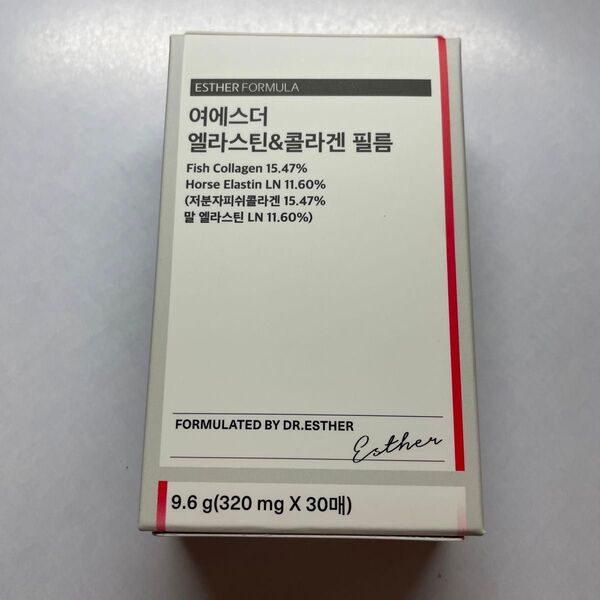 ESTHER FORMULA
여에스더
엘라스틴&콜라겐 필름
Fish Collagen 15.47%
Horse Elastin LN 11.60%
(저분자피쉬콜라겐 15.47%
말 엘라스틴 LN 11.60%)
FORMULATED BY DR.ESTHER
Esther
9.6 g(320 mg X 30매)